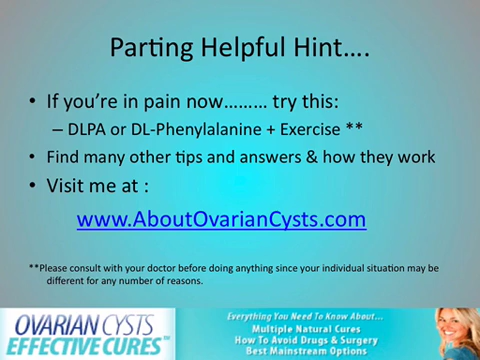 Parting Helpful Hint....
• If you're in pain now......... try this:
– DLPA or DL-Phenylalanine + Exercise **
• Find many other tips and answers & how they work
• Visit me at :
www.AboutOvarianCysts.com
**Please consult with your doctor before doing anything since your individual situation may be
different for any number of reasons.
OVARIAN CYSTS
EFFECTIVE CURES™
Everything You Need To Know About...
Multiple Natural Cures
How To Avoid Drugs & Surgery
Best Mainstream Options